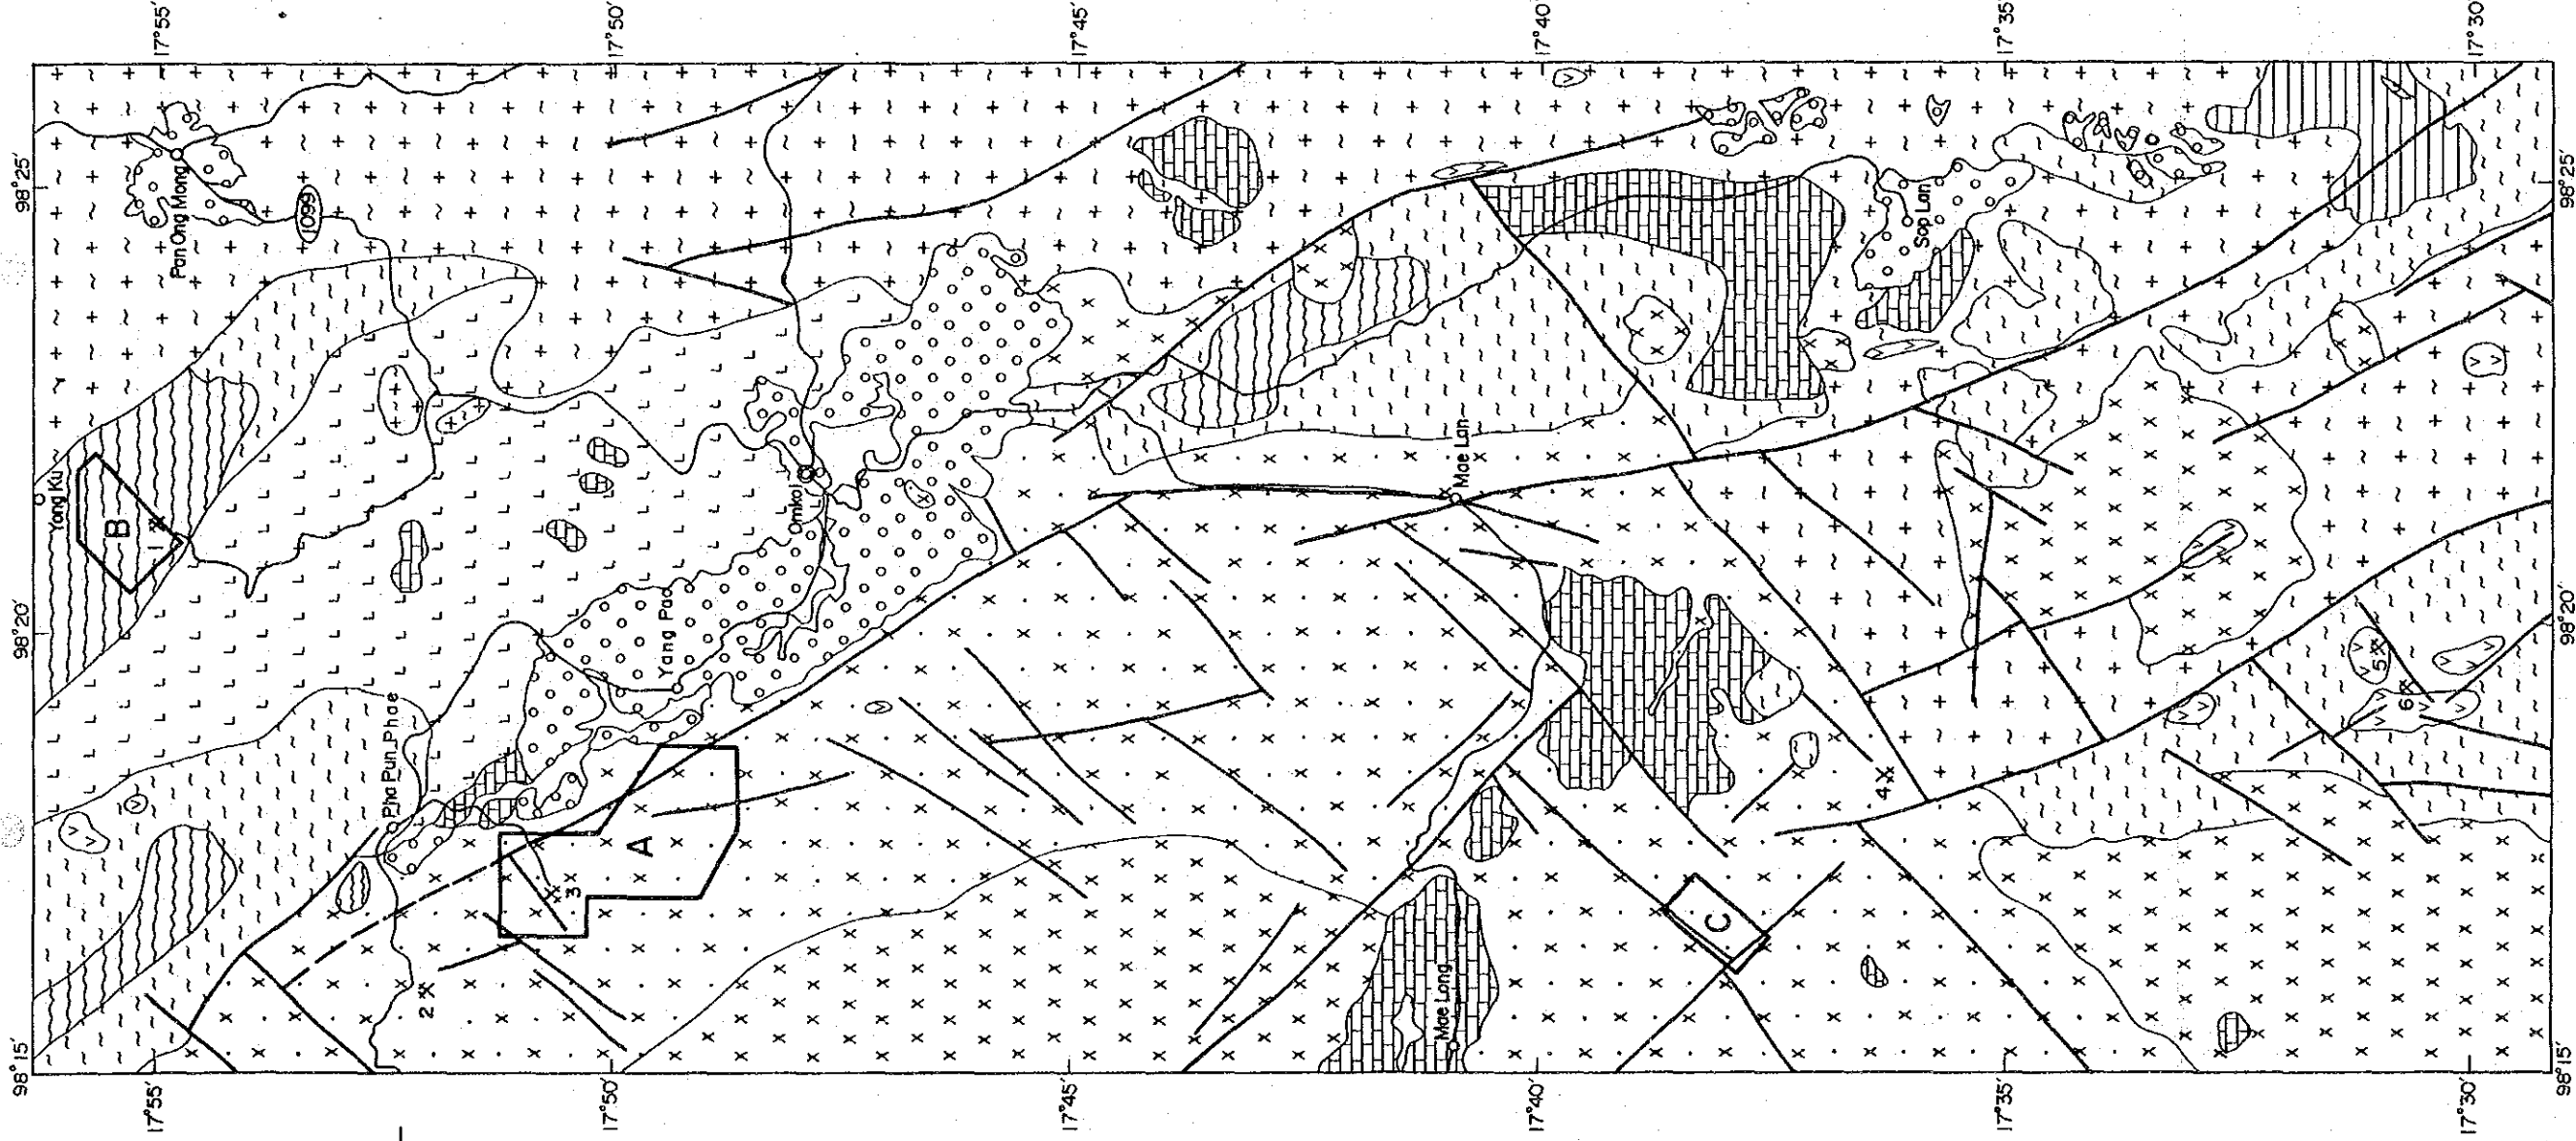 98°15′ 98°20′ 98°25′
Yang Ku
B
17°55′ 17°55′
1
Pan Ong Mong
1099
Pha Pun Phae
2
3
17°50′ 17°50′
A
Yang Pao
Omkoi
17°45′ 17°45′
Mae Long
Mae Lan
17°40′ 17°40′
C
4
Sop Lan
17°35′ 17°35′
5
6
17°30′ 17°30′
98°15′ 98°20′ 98°25′